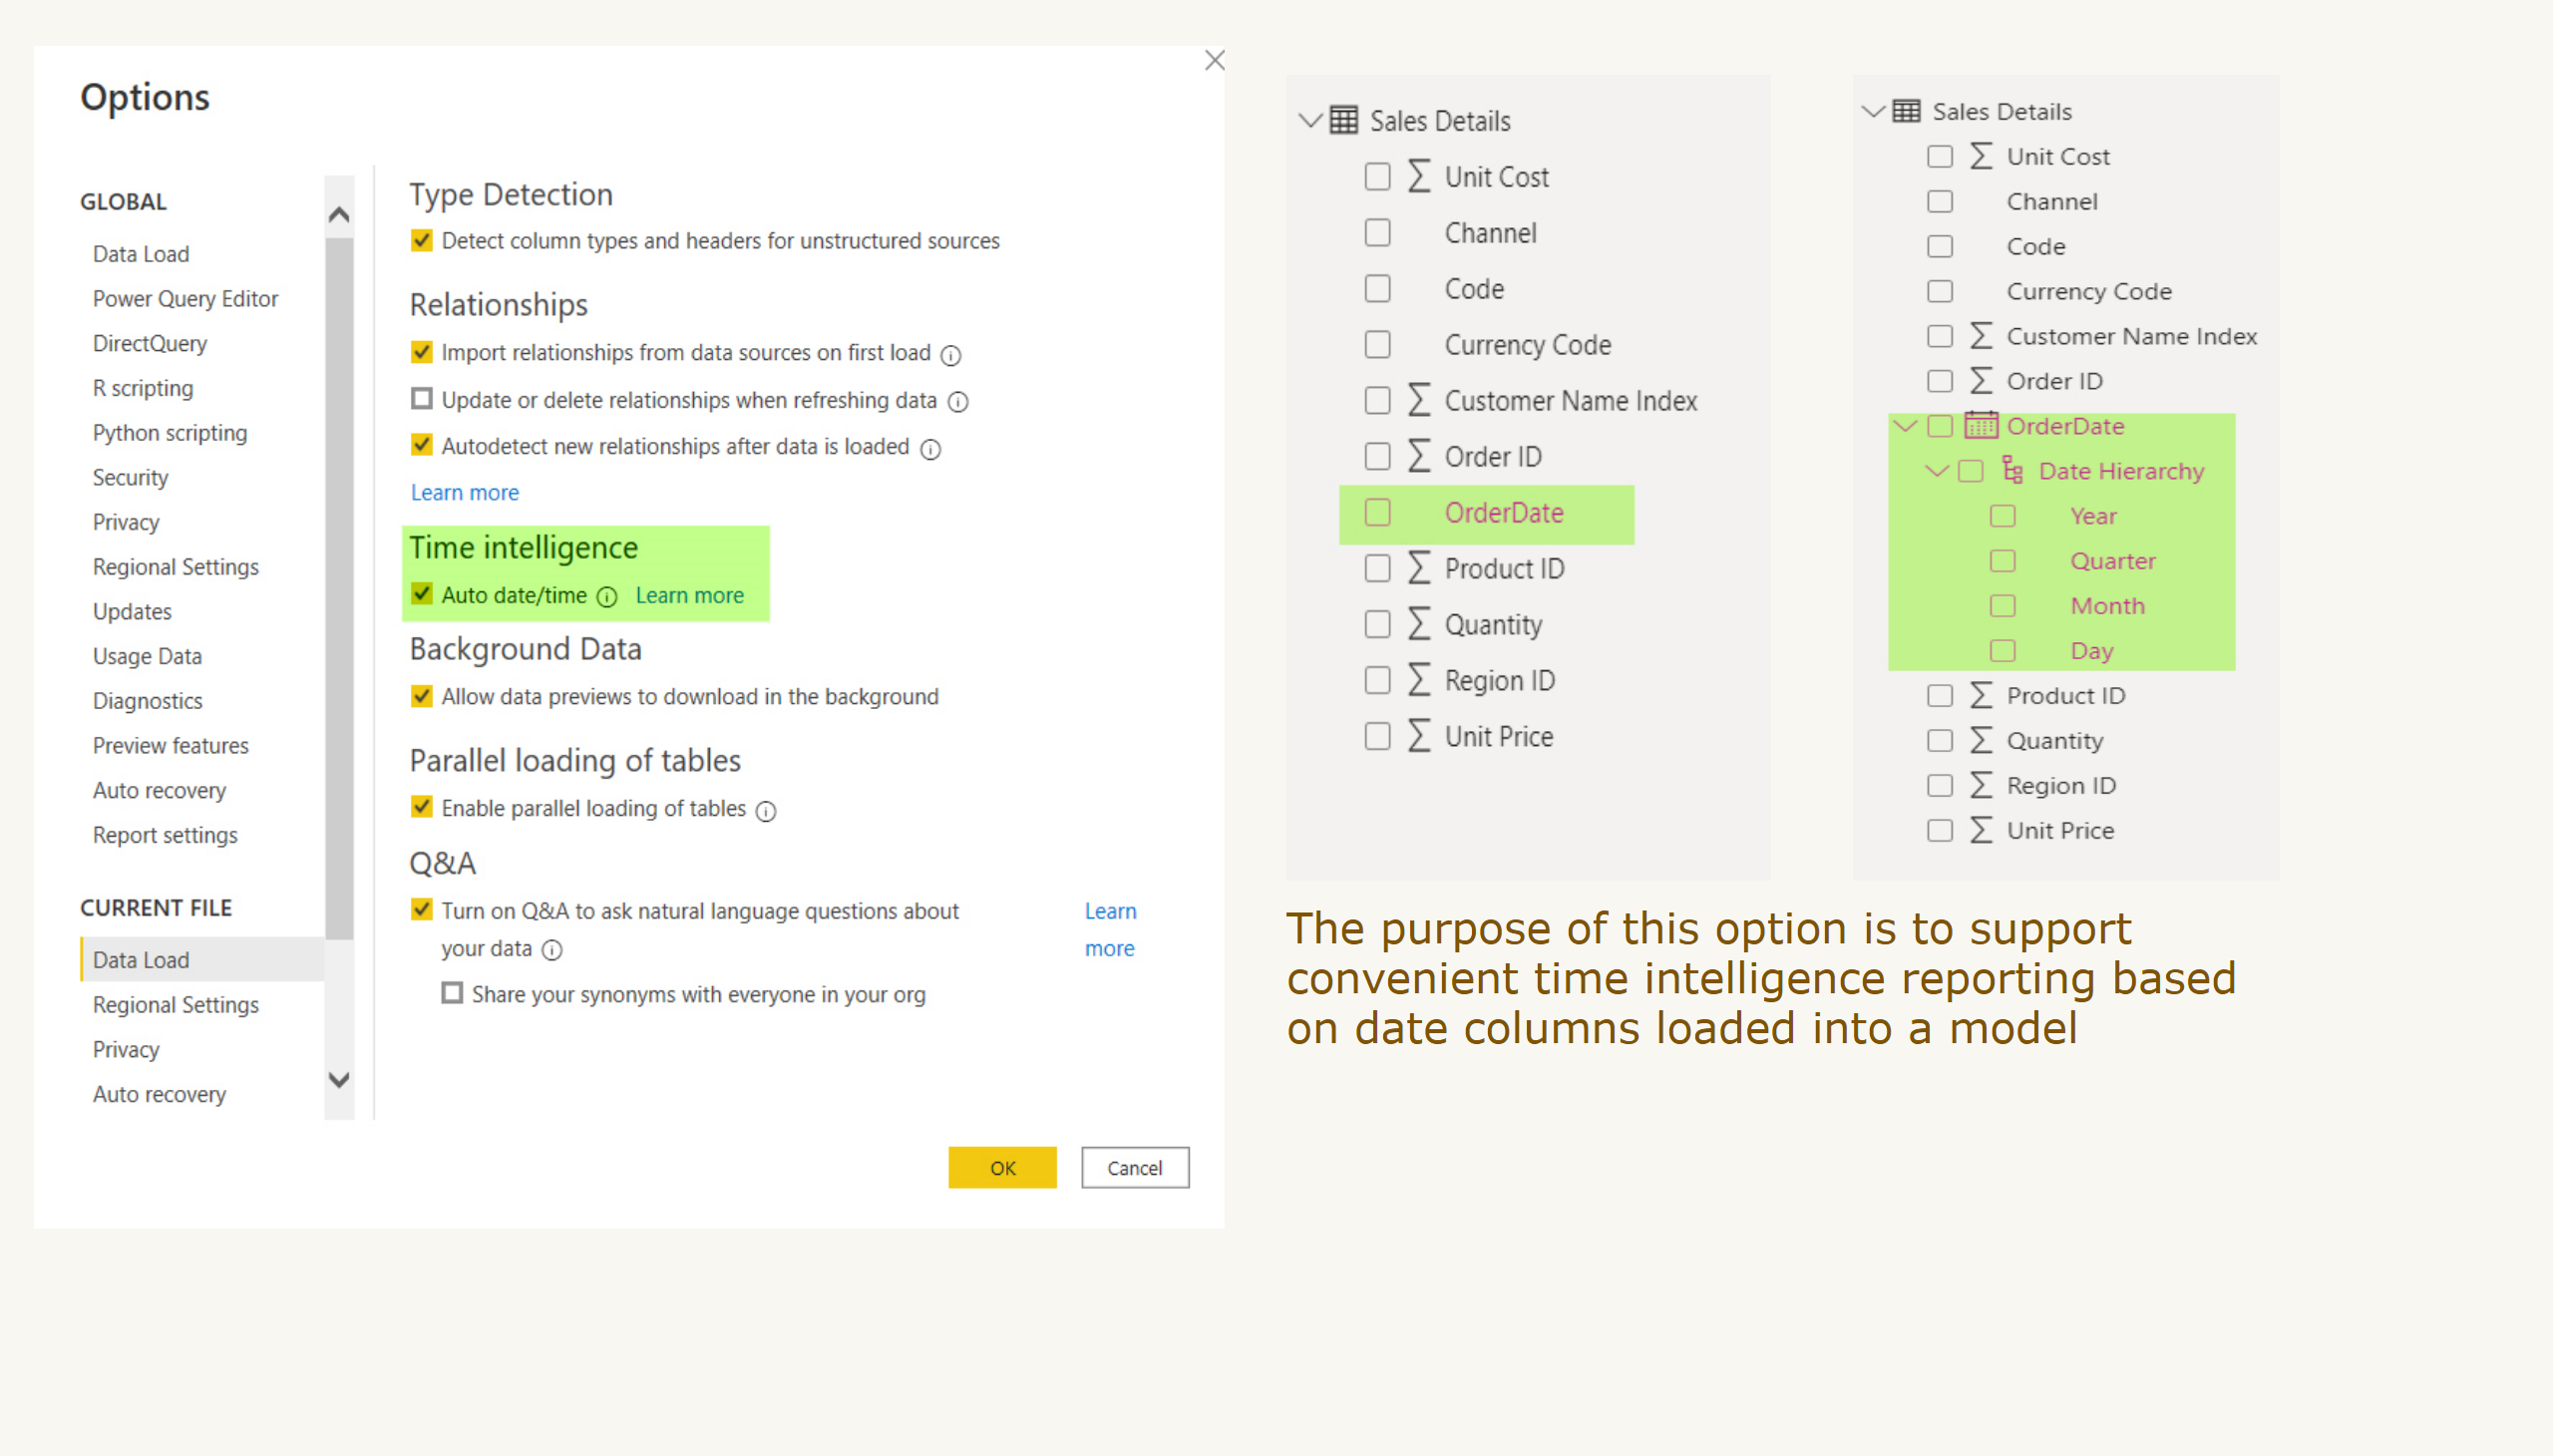 Options
GLOBAL
Data Load
Power Query Editor
DirectQuery
R scripting
Python scripting
Security
Privacy
Regional Settings
Updates
Usage Data
Diagnostics
Preview features
Auto recovery
Report settings
CURRENT FILE
Data Load
Regional Settings
Privacy
Auto recovery
Type Detection
Detect column types and headers for unstructured sources
Relationships
Import relationships from data sources on first load
Update or delete relationships when refreshing data
Autodetect new relationships after data is loaded
Learn more
Time intelligence
Auto date/time Learn more
Background Data
Allow data previews to download in the background
Parallel loading of tables
Enable parallel loading of tables
Q&A
Turn on Q&A to ask natural language questions about
your data
Learn
more
Share your synonyms with everyone in your org
OK
Cancel
Sales Details
Unit Cost
Channel
Code
Currency Code
Customer Name Index
Order ID
OrderDate
Product ID
Quantity
Region ID
Unit Price
Sales Details
Unit Cost
Channel
Code
Currency Code
Customer Name Index
Order ID
OrderDate
Date Hierarchy
Year
Quarter
Month
Day
Product ID
Quantity
Region ID
Unit Price
The purpose of this option is to support
convenient time intelligence reporting based
on date columns loaded into a model